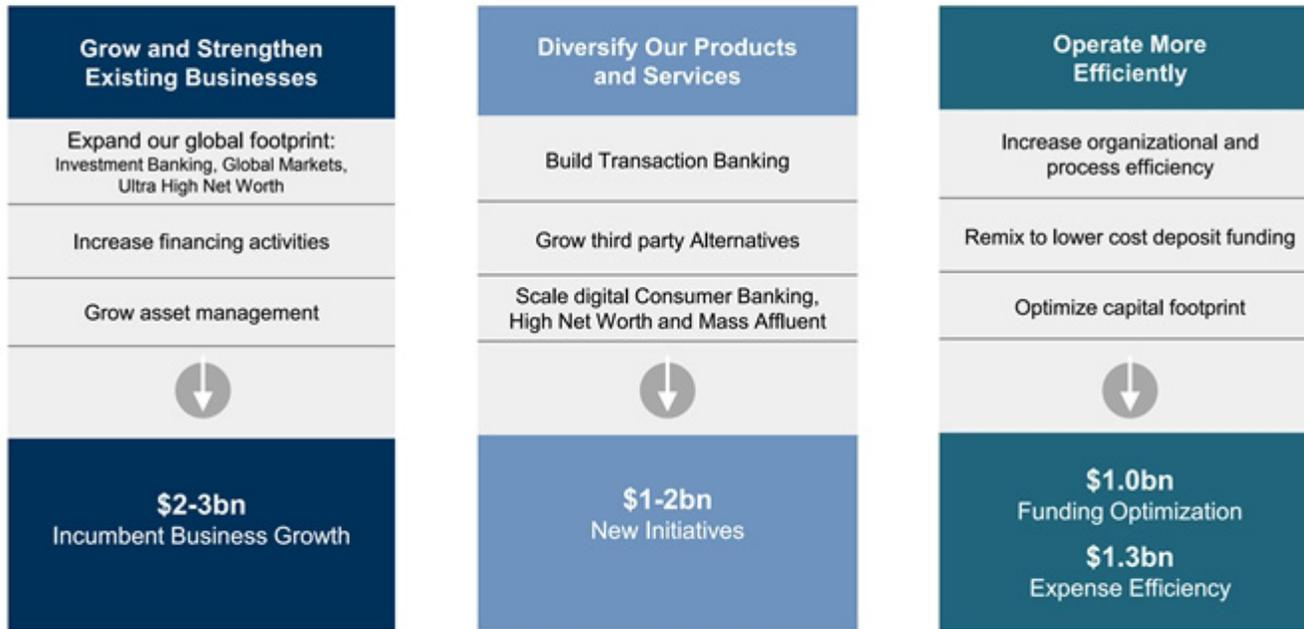 Grow and Strengthen
Existing Businesses
Expand our global footprint:
Investment Banking, Global Markets,
Ultra High Net Worth
Increase financing activities
Grow asset management
$2-3bn
Incumbent Business Growth
Diversify Our Products
and Services
Build Transaction Banking
Grow third party Alternatives
Scale digital Consumer Banking,
High Net Worth and Mass Affluent
$1-2bn
New Initiatives
Operate More
Efficiently
Increase organizational and
process efficiency
Remix to lower cost deposit funding
Optimize capital footprint
$1.0bn
Funding Optimization
$1.3bn
Expense Efficiency